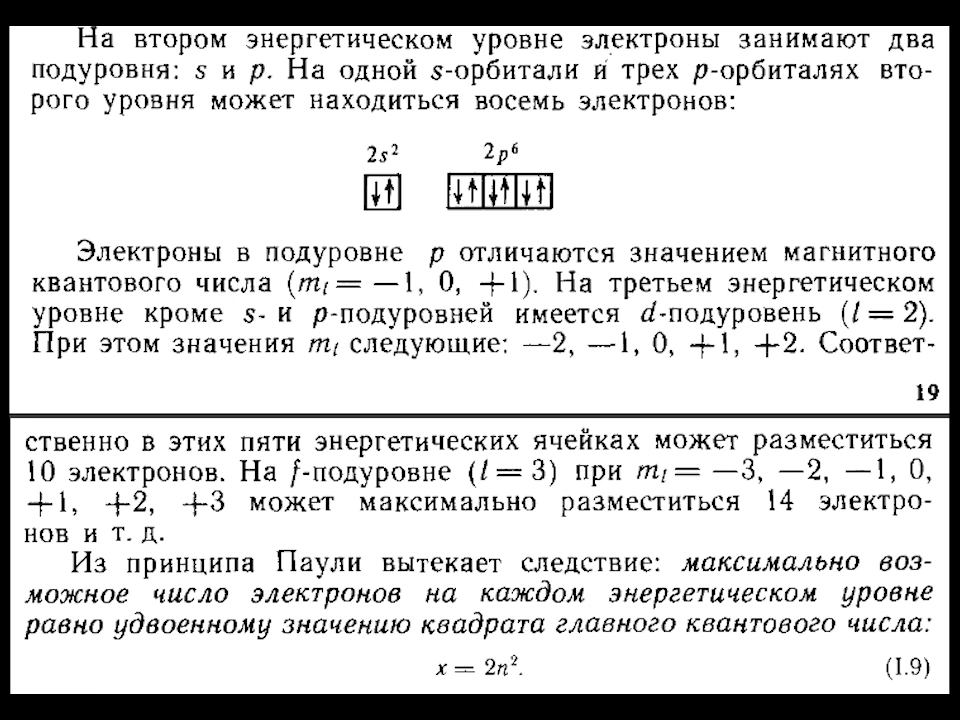 На втором энергетическом уровне электроны занимают два
подуровня: s и p. На одной s-орбитали и трех p-орбиталях вто-
рого уровня может находиться восемь электронов:
2s² 2p⁶
↓↑ ↓↑ ↓↑ ↓↑
Электроны в подуровне p отличаются значением магнитного
квантового числа (mₗ = —1, 0, +1). На третьем энергетическом
уровне кроме s- и p-подуровней имеется d-подуровень (l = 2).
При этом значения mₗ следующие: —2, —1, 0, +1, +2. Соответ-
19
ственно в этих пяти энергетических ячейках может разместиться
10 электронов. На f-подуровне (l = 3) при mₗ = —3, —2, —1, 0,
+1, +2, +3 может максимально разместиться 14 электро-
нов и т. д.
Из принципа Паули вытекает следствие: максимально воз-
можное число электронов на каждом энергетическом уровне
равно удвоенному значению квадрата главного квантового числа:
x = 2n². (I.9)